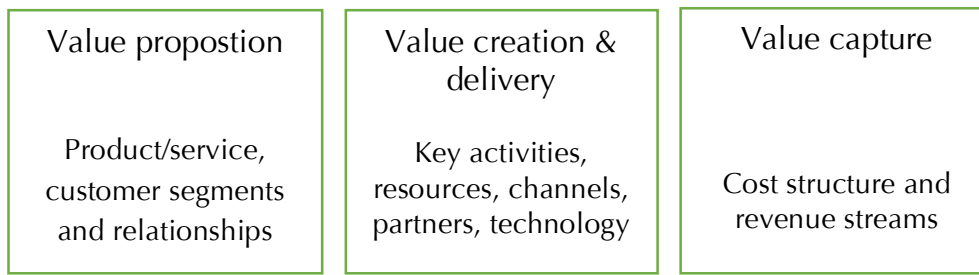 Value propostion
Product/service,
customer segments
and relationships
Value creation &
delivery
Key activities,
resources, channels,
partners, technology
Value capture
Cost structure and
revenue streams